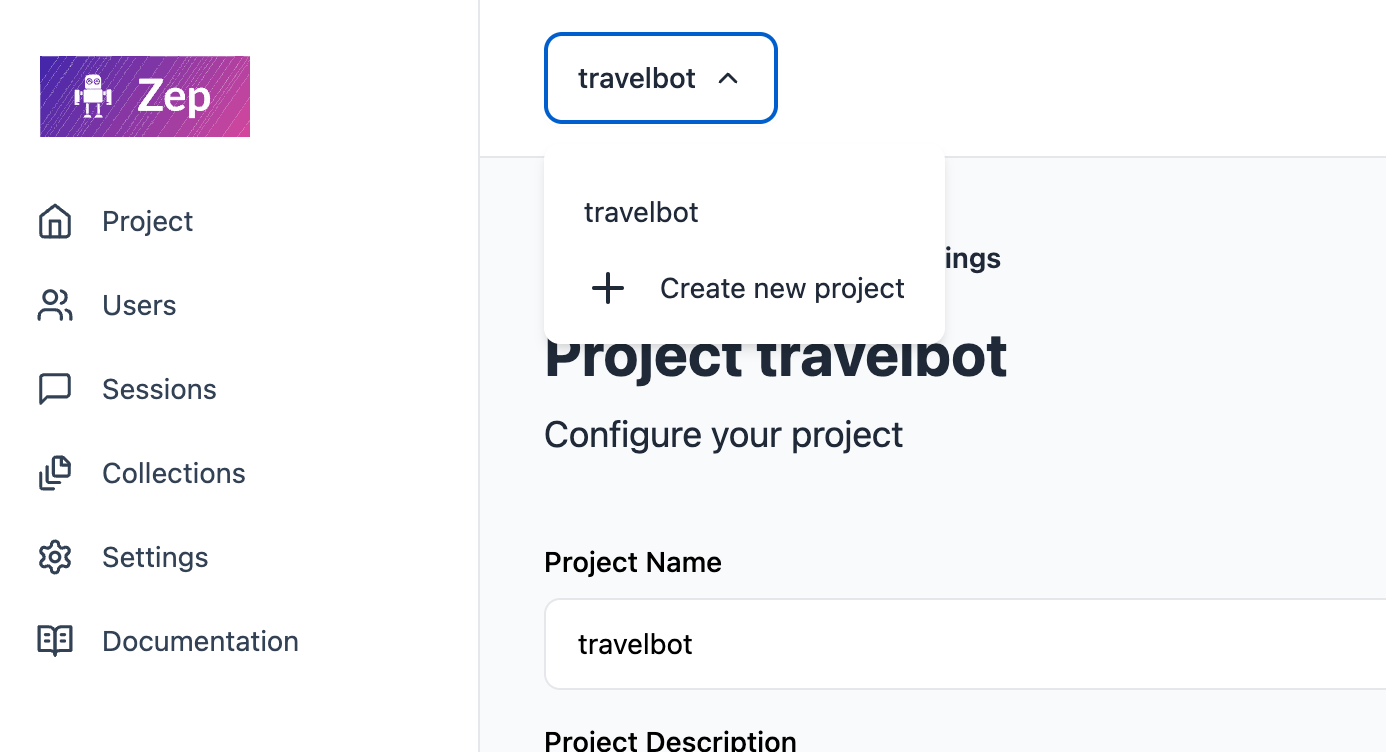 Zep
Project
Users
Sessions
Collections
Settings
Documentation
travelbot
travelbot
Create new project
ings
Project travelbot
Configure your project
Project Name
travelbot
Project Description